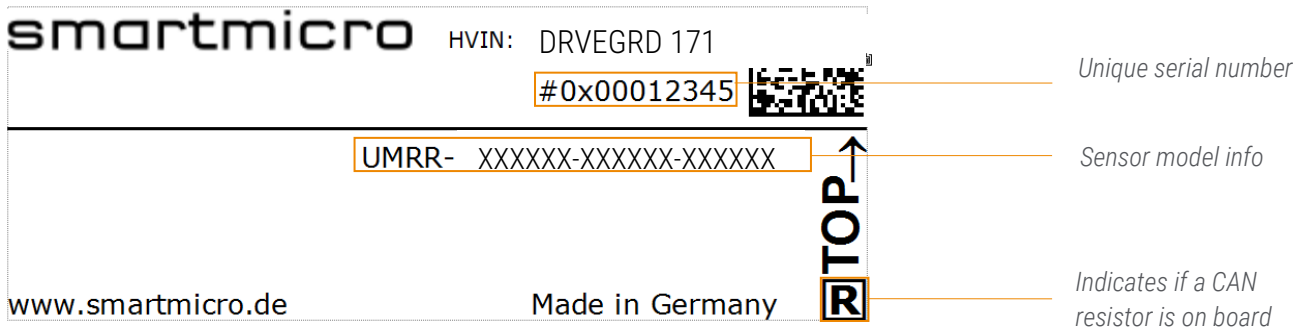 smartmicro HVIN: DRVEGRD 171
#0x00012345
Unique serial number
UMRR- XXXXXX-XXXXXX-XXXXXX
Sensor model info
TOP→
R
Indicates if a CAN
resistor is on board
www.smartmicro.de
Made in Germany